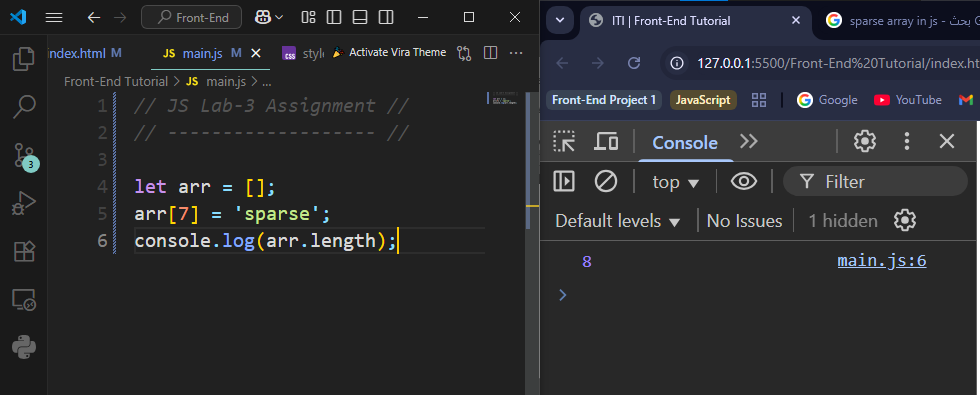 Front-End
index.html M
JS main.js M
css style
Activate Vira Theme
Front-End Tutorial > JS main.js > ...
1 // JS Lab-3 Assignment //
2 // -------------------- //
3
4 let arr = [];
5 arr[7] = 'sparse';
6 console.log(arr.length);
3
ITI | Front-End Tutorial
sparse array in js - بحث G
127.0.0.1:5500/Front-End%20Tutorial/index.ht
Front-End Project 1
JavaScript
Google
YouTube
Console
top
Filter
Default levels
No Issues
1 hidden
8 main.js:6